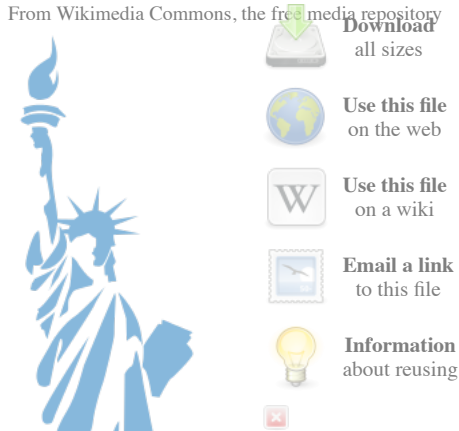 From Wikimedia Commons, the free media repository
Download
all sizes
Use this file
on the web
W
Use this file
on a wiki
Email a link
to this file
Information
about reusing